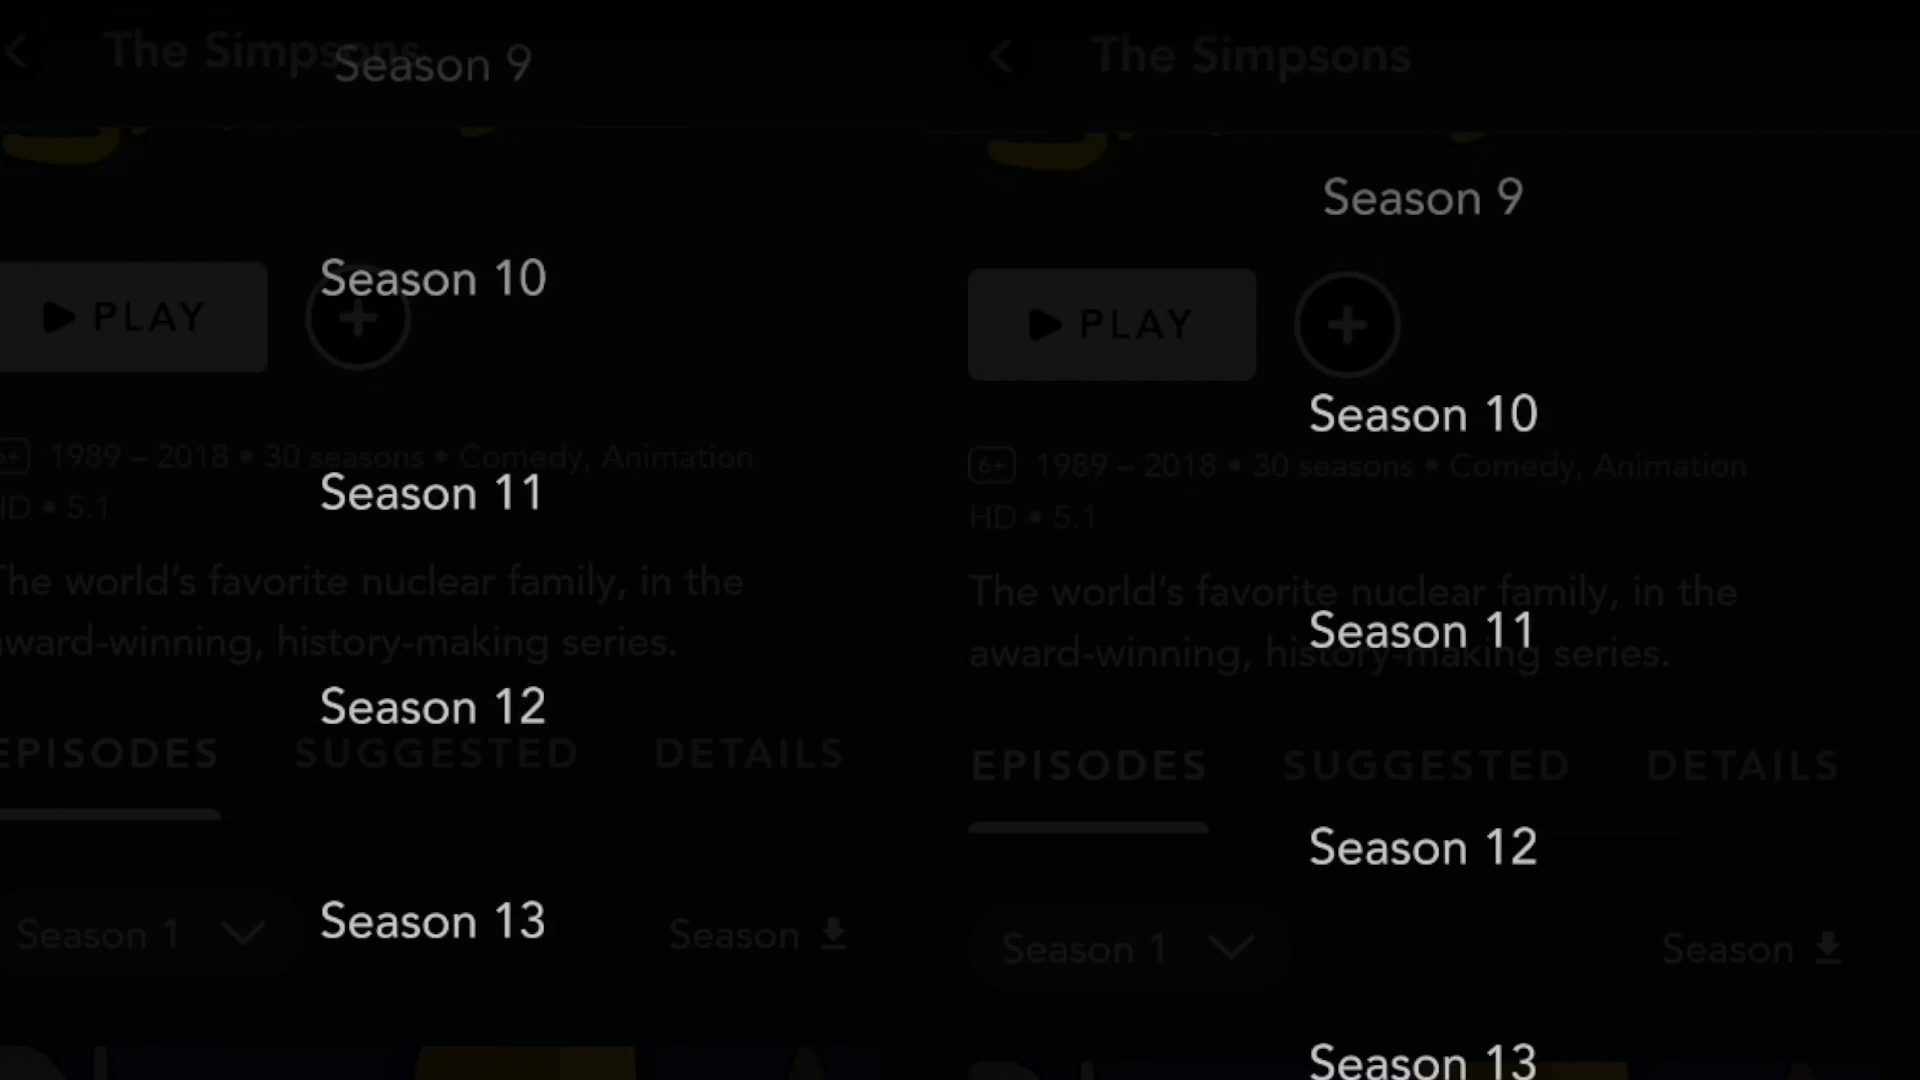 The Simpsons
Season 9
Season 10
PLAY
6+ 1989 – 2018 • 30 seasons • Comedy, Animation
Season 11
HD • 5.1
The world’s favorite nuclear family, in the
award-winning, history-making series.
Season 12
EPISODES SUGGESTED DETAILS
Season 13
Season 1 Season
The Simpsons
Season 9
PLAY
Season 10
6+ 1989 – 2018 • 30 seasons • Comedy, Animation
HD • 5.1
The world’s favorite nuclear family, in the
Season 11
award-winning, history-making series.
EPISODES SUGGESTED DETAILS
Season 12
Season 1 Season
Season 13